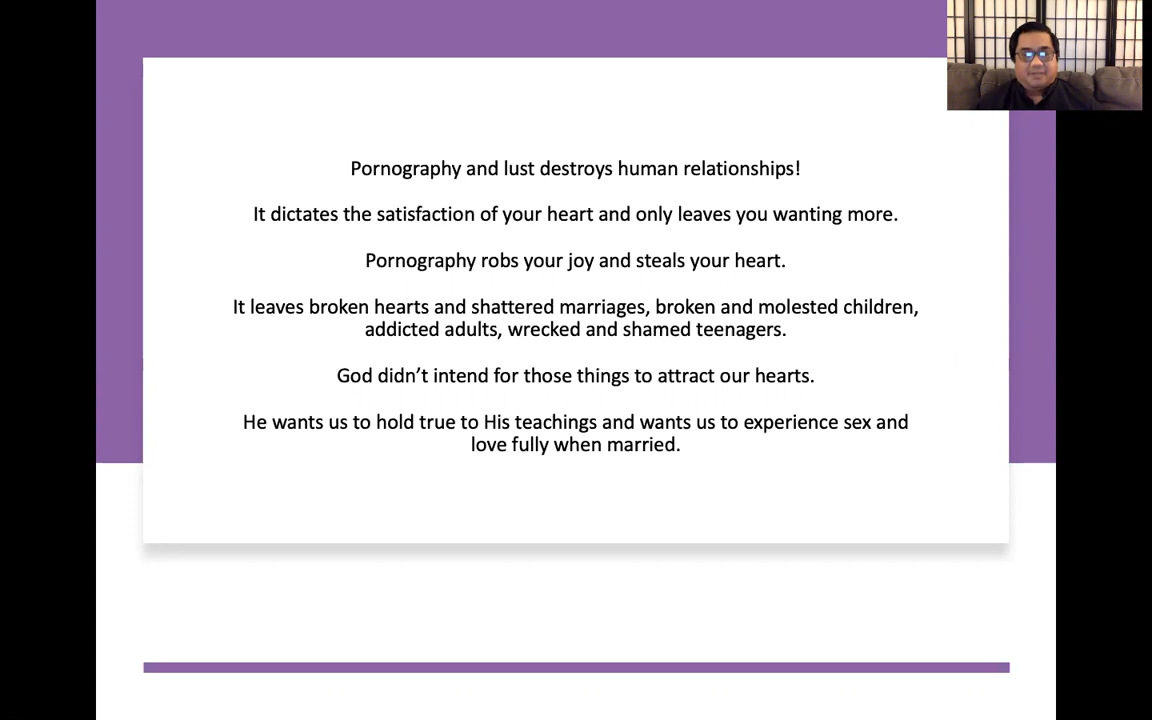 Pornography and lust destroys human relationships!
It dictates the satisfaction of your heart and only leaves you wanting more.
Pornography robs your joy and steals your heart.
It leaves broken hearts and shattered marriages, broken and molested children,
addicted adults, wrecked and shamed teenagers.
God didn’t intend for those things to attract our hearts.
He wants us to hold true to His teachings and wants us to experience sex and
love fully when married.